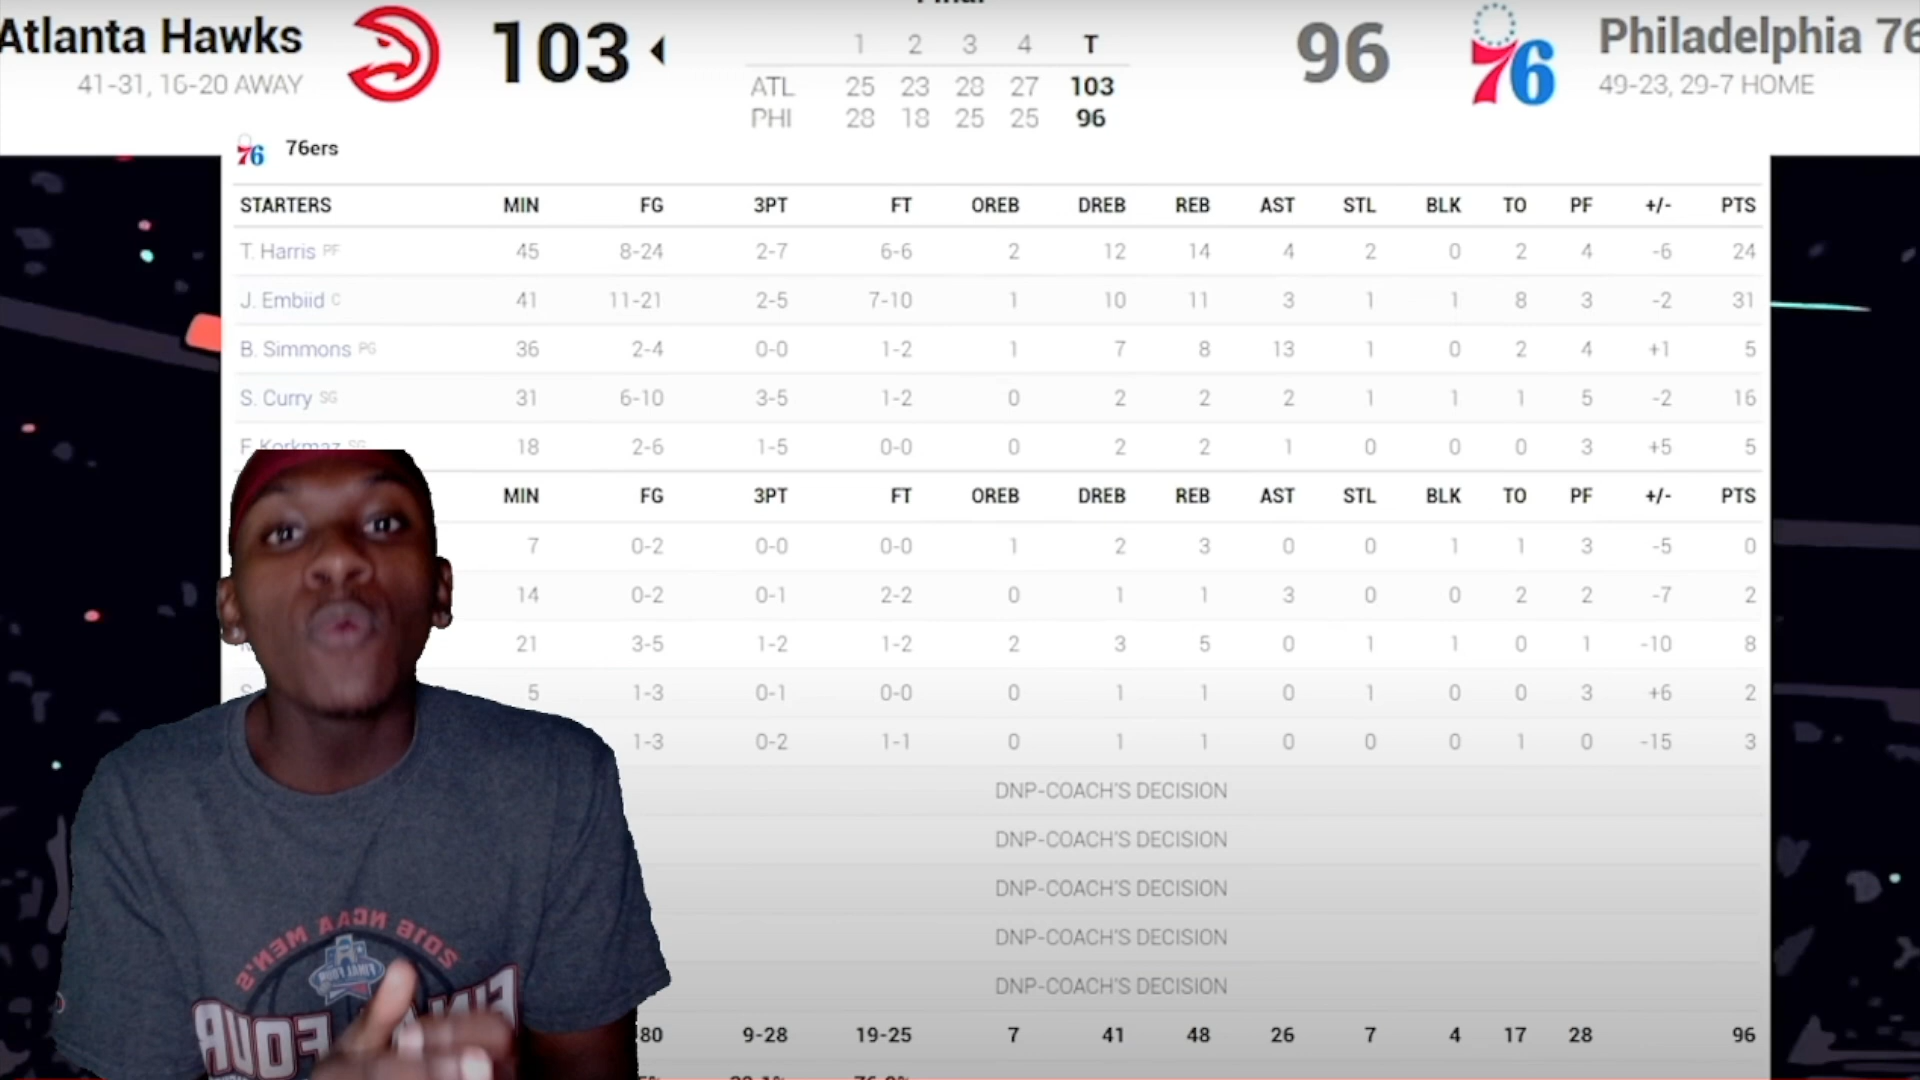 Atlanta Hawks
41-31, 16-20 AWAY
103
1 2 3 4 T
ATL 25 23 28 27 103
PHI 28 18 25 25 96
96
76
Philadelphia 76
49-23, 29-7 HOME
76 76ers
STARTERS MIN FG 3PT FT OREB DREB REB AST STL BLK TO PF +/- PTS
T. Harris PF 45 8-24 2-7 6-6 2 12 14 4 2 0 2 4 -6 24
J. Embiid C 41 11-21 2-5 7-10 1 10 11 3 1 1 8 3 -2 31
B. Simmons PG 36 2-4 0-0 1-2 1 7 8 13 1 0 2 4 +1 5
S. Curry SG 31 6-10 3-5 1-2 0 2 2 2 1 1 1 5 -2 16
F. Korkmaz SG 18 2-6 1-5 0-0 0 2 2 1 0 0 0 3 +5 5
MIN FG 3PT FT OREB DREB REB AST STL BLK TO PF +/- PTS
7 0-2 0-0 0-0 1 2 3 0 0 1 1 3 -5 0
14 0-2 0-1 2-2 0 1 1 3 0 0 2 2 -7 2
21 3-5 1-2 1-2 2 3 5 0 1 1 0 1 -10 8
S. 5 1-3 0-1 0-0 0 1 1 0 1 0 0 3 +6 2
1-3 0-2 1-1 0 1 1 0 0 0 1 0 -15 3
DNP-COACH'S DECISION
DNP-COACH'S DECISION
DNP-COACH'S DECISION
DNP-COACH'S DECISION
DNP-COACH'S DECISION
80 9-28 19-25 7 41 48 26 7 4 17 28 96
2016 NCAA MEN'S
FINAL FOUR
FINAL FOUR